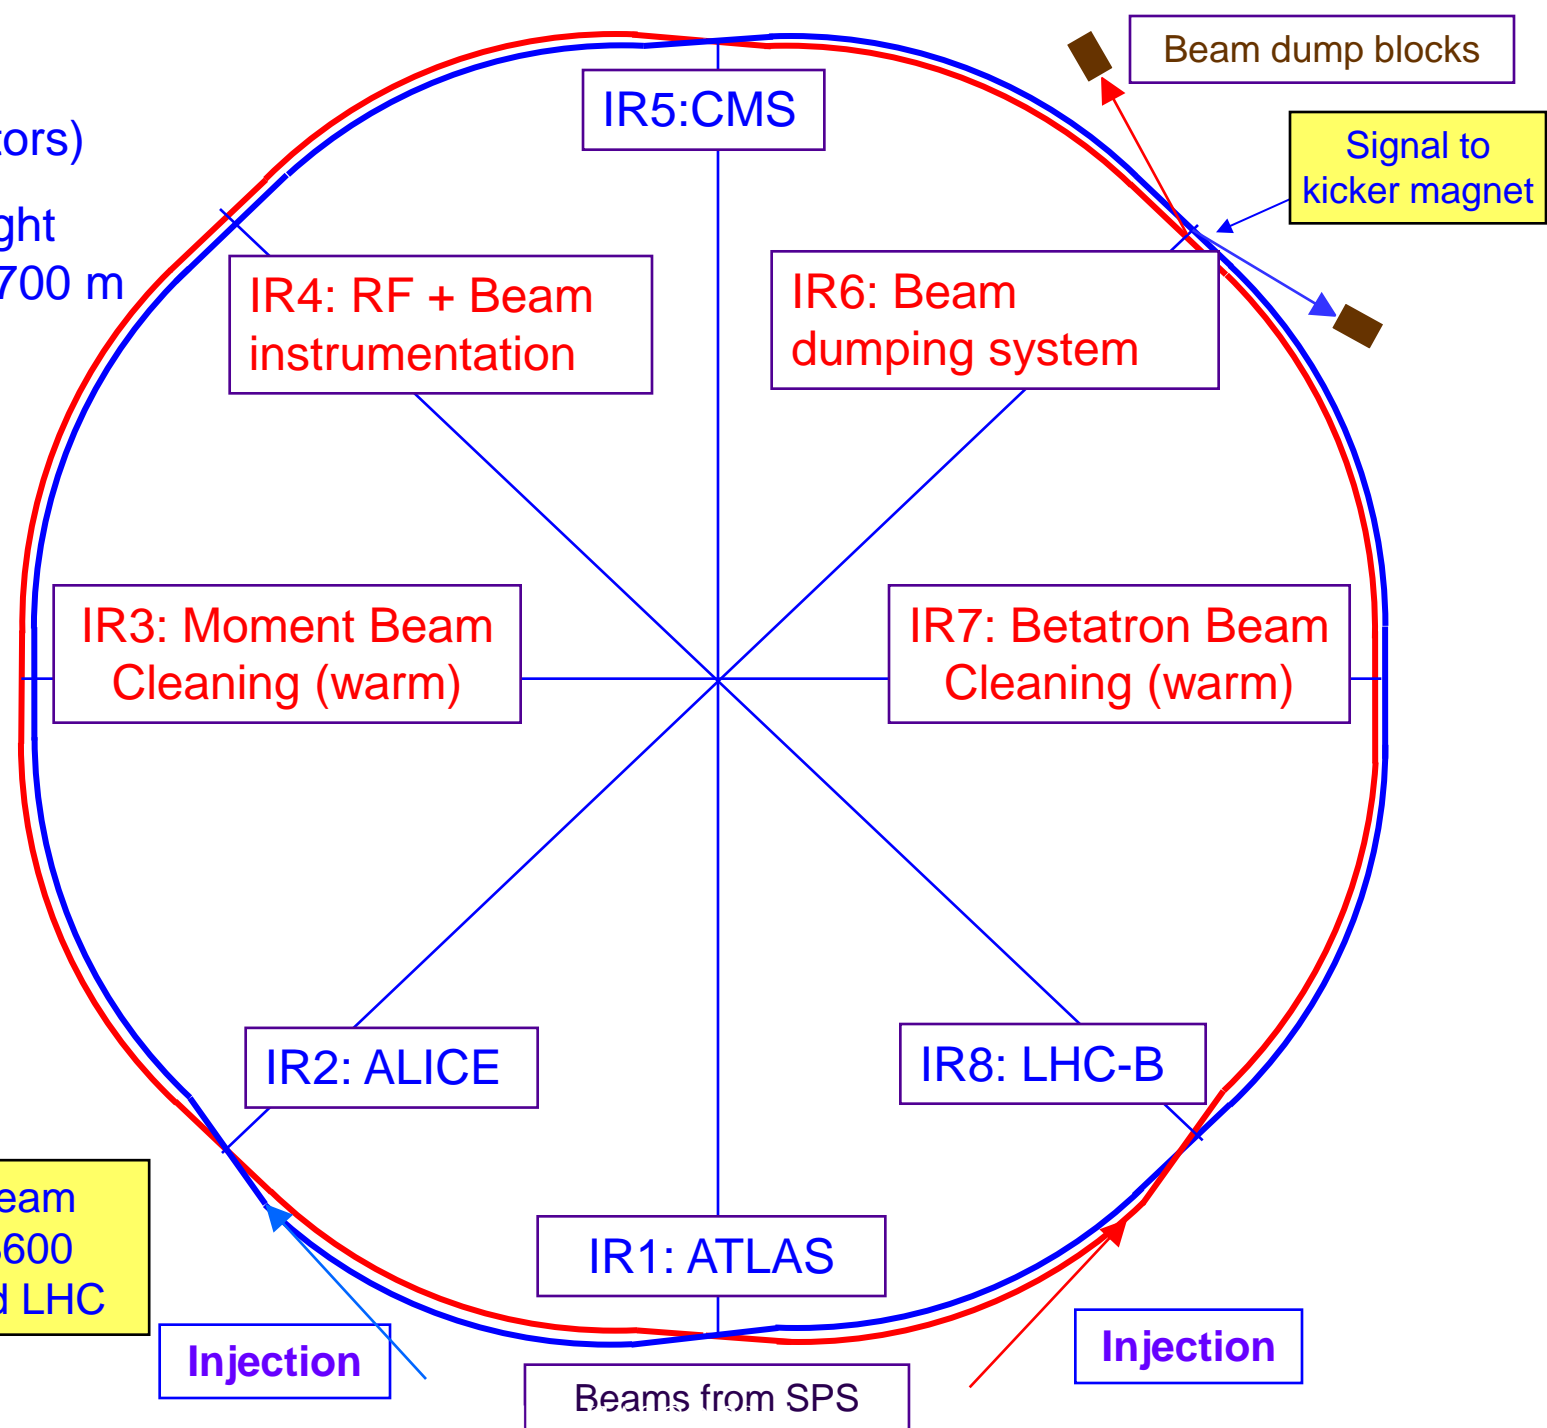 Beam dump blocks
IR5:CMS
tors)
Signal to
kicker magnet
ght
700 m
IR4: RF + Beam
instrumentation
IR6: Beam
dumping system
IR3: Moment Beam
Cleaning (warm)
IR7: Betatron Beam
Cleaning (warm)
IR2: ALICE
IR8: LHC-B
eam
600
d LHC
IR1: ATLAS
Injection
Injection
Beams from SPS